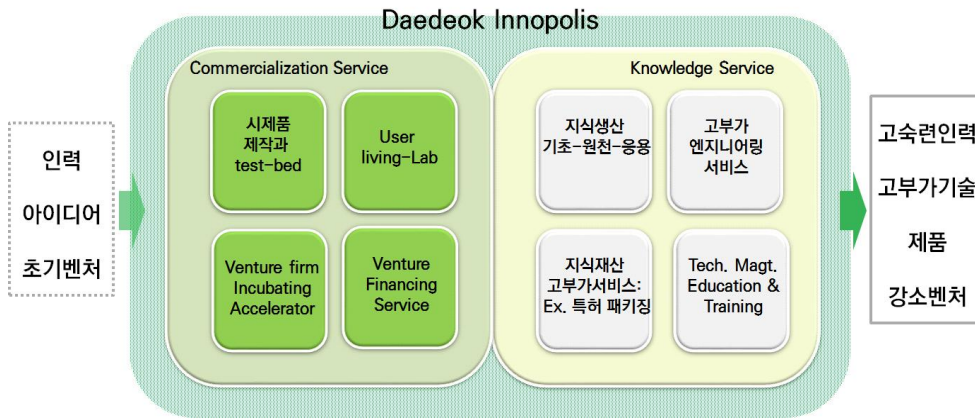 Daedeok Innopolis
인력
아이디어
초기벤처
Commercialization Service
시제품
제작과
test-bed
User
living-Lab
Venture firm
Incubating
Accelerator
Venture
Financing
Service
Knowledge Service
지식생산
기초-원천-응용
고부가
엔지니어링
서비스
지식재산
고부가서비스:
Ex. 특허 패키징
Tech. Magt.
Education &
Training
고숙련인력
고부가기술
제품
강소벤처